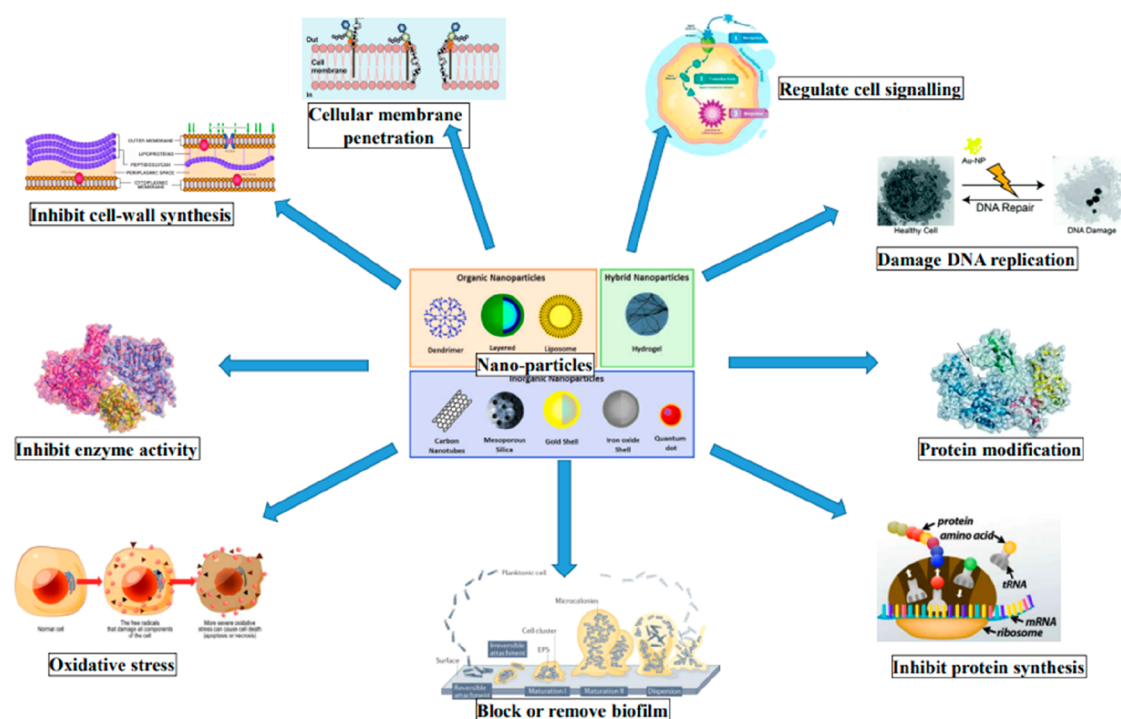 Out
Cell
membrane
In
Cellular membrane
penetration
Regulate cell signalling
OUTER MEMBRANE
LIPOPROTEINS
PEPTIDOGLYCAN
PERIPLASMIC SPACE
CYTOPLASMIC
MEMBRANE
Inhibit cell-wall synthesis
Au-NP
DNA Repair
Healthy Cell
DNA Damage
Damage DNA replication
Organic Nanoparticles
Hybrid Nanoparticles
Dendrimer
Layered
Liposome
Hydrogel
Nano-particles
Inorganic Nanoparticles
Carbon
Nanotubes
Mesoporous
Silica
Gold Shell
Iron oxide
Shell
Quantum
dot
Inhibit enzyme activity
Protein modification
Normal cell
The free radicals
that damage all components
of the cell
More severe oxidative
stress can cause cell death
(apoptosis or necrosis)
Oxidative stress
Planktonic cell
Microcolonies
Cell cluster
EPS
Irreversible
attachment
Surface
Reversible
attachment
Maturation I
Maturation II
Dispersion
Block or remove biofilm
protein
amino acid
tRNA
mRNA
ribosome
Inhibit protein synthesis